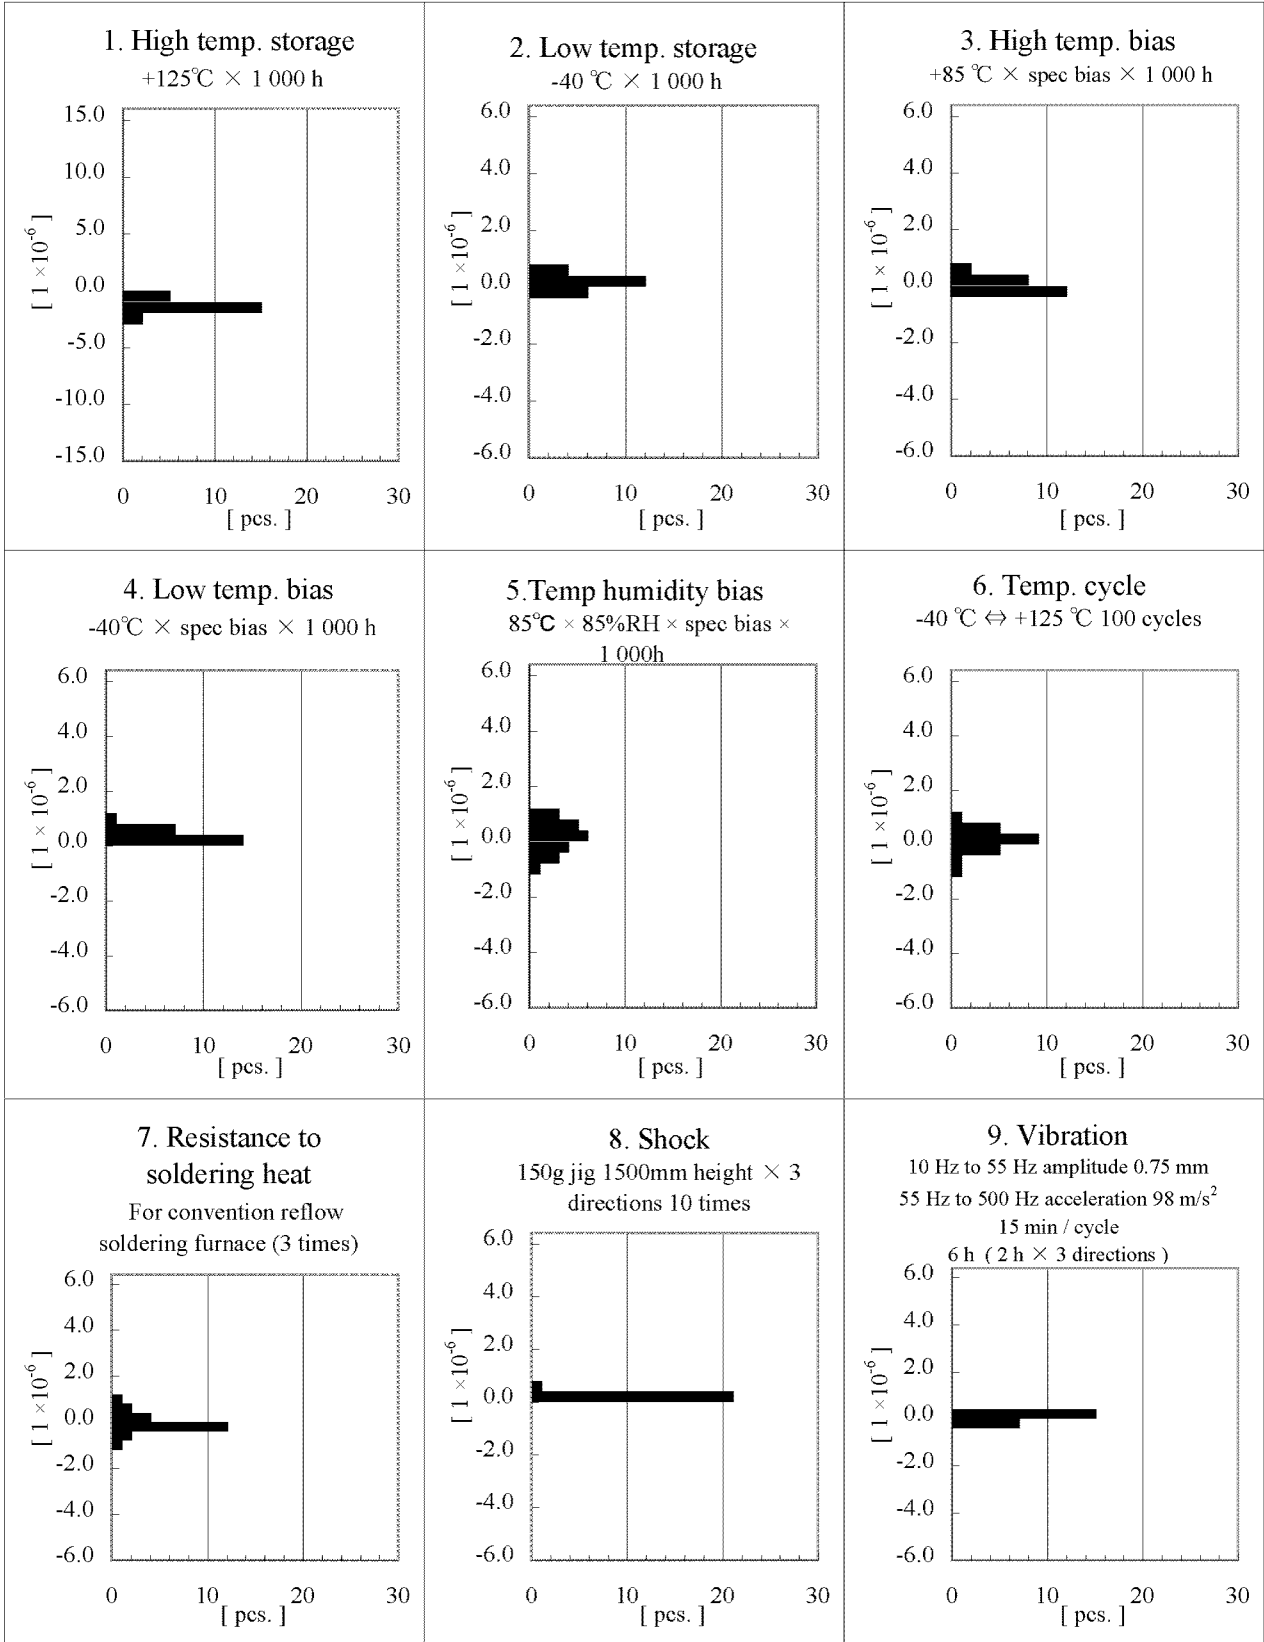 1. High temp. storage
+125℃ × 1 000 h
15.0
10.0
5.0
0.0
-5.0
-10.0
-15.0
[ 1 ×10⁻⁶ ]
0 10 20 30
[ pcs. ]
2. Low temp. storage
-40 ℃ × 1 000 h
6.0
4.0
2.0
0.0
-2.0
-4.0
-6.0
[ 1 ×10⁻⁶ ]
0 10 20 30
[ pcs. ]
3. High temp. bias
+85 ℃ × spec bias × 1 000 h
6.0
4.0
2.0
0.0
-2.0
-4.0
-6.0
[ 1 × 10⁻⁶ ]
0 10 20 30
[ pcs. ]
4. Low temp. bias
-40℃ × spec bias × 1 000 h
6.0
4.0
2.0
0.0
-2.0
-4.0
-6.0
[ 1 × 10⁻⁶ ]
0 10 20 30
[ pcs. ]
5.Temp humidity bias
85℃ × 85%RH × spec bias ×
1 000h
6.0
4.0
2.0
0.0
-2.0
-4.0
-6.0
[ 1 × 10⁻⁶ ]
0 10 20 30
[ pcs. ]
6. Temp. cycle
-40 ℃ ⇔ +125 ℃ 100 cycles
6.0
4.0
2.0
0.0
-2.0
-4.0
-6.0
[ 1 ×10⁻⁶ ]
0 10 20 30
[ pcs. ]
7. Resistance to
soldering heat
For convention reflow
soldering furnace (3 times)
6.0
4.0
2.0
0.0
-2.0
-4.0
-6.0
[ 1 ×10⁻⁶ ]
0 10 20 30
[ pcs. ]
8. Shock
150g jig 1500mm height × 3
directions 10 times
6.0
4.0
2.0
0.0
-2.0
-4.0
-6.0
[ 1 × 10⁻⁶ ]
0 10 20 30
[ pcs. ]
9. Vibration
10 Hz to 55 Hz amplitude 0.75 mm
55 Hz to 500 Hz acceleration 98 m/s²
15 min / cycle
6 h ( 2 h × 3 directions )
6.0
4.0
2.0
0.0
-2.0
-4.0
-6.0
[ 1 × 10⁻⁶ ]
0 10 20 30
[ pcs. ]